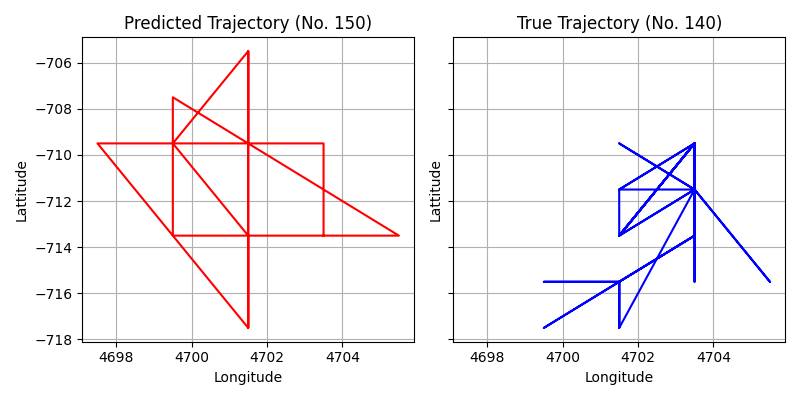 Predicted Trajectory (No. 150)
True Trajectory (No. 140)
Lattitude
−706
−708
−710
−712
−714
−716
−718
4698
4700
4702
4704
Longitude
Lattitude
4698
4700
4702
4704
Longitude